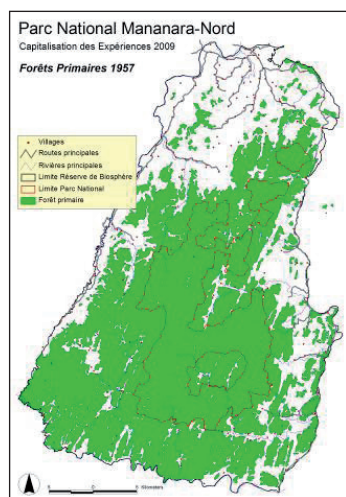 Parc National Mananara-Nord
Capitalisation des Expériences 2009
Forêts Primaires 1957
Villages
Routes principales
Rivières principales
Limite Réserve de Biosphère
Limite Parc National
Forêt primaire
Kilometers